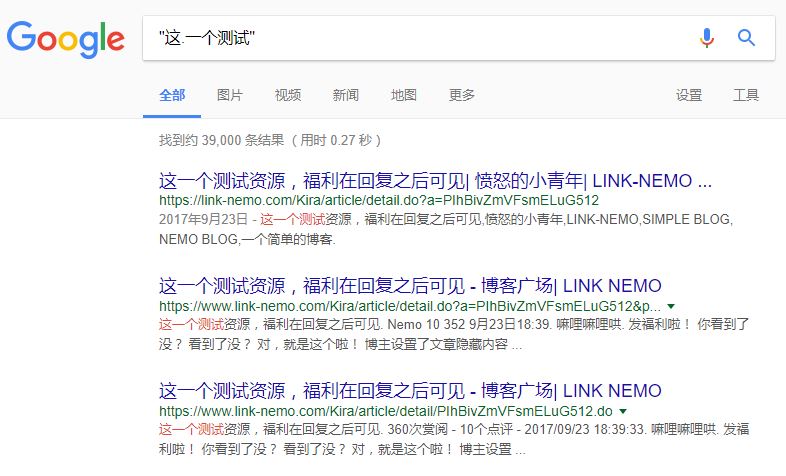 Google
"这.一个测试"
全部 图片 视频 新闻 地图 更多 设置 工具
找到约 39,000 条结果 （用时 0.27 秒）
这一个测试资源，福利在回复之后可见| 愤怒的小青年| LINK-NEMO ...
https://link-nemo.com/Kira/article/detail.do?a=PIhBivZmVFsmELuG512
2017年9月23日 - 这一个测试资源，福利在回复之后可见,愤怒的小青年,LINK-NEMO,SIMPLE BLOG,
NEMO BLOG,一个简单的博客.
这一个测试资源，福利在回复之后可见 - 博客广场| LINK NEMO
https://www.link-nemo.com/Kira/article/detail.do?a=PIhBivZmVFsmELuG512&p...
这一个测试资源，福利在回复之后可见. Nemo 10 352 9月23日18:39. 嘛哩嘛哩哄. 发福利啦！ 你看到了
没？ 看到了没？ 对，就是这个啦！ 博主设置了文章隐藏内容 ...
这一个测试资源，福利在回复之后可见 - 博客广场| LINK NEMO
https://www.link-nemo.com/Kira/article/detail/PIhBivZmVFsmELuG512.do
这一个测试资源，福利在回复之后可见. 360次赏阅 - 10个点评 - 2017/09/23 18:39:33. 嘛哩嘛哩哄. 发福
利啦！ 你看到了没？ 看到了没？ 对，就是这个啦！ 博主设置 ...